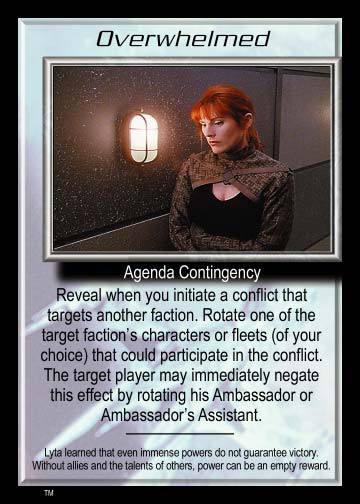 Overwhelmed
Agenda Contingency
Reveal when you initiate a conflict that
targets another faction. Rotate one of the
target faction's characters or fleets (of your
choice) that could participate in the conflict.
The target player may immediately negate
this effect by rotating his Ambassador or
Ambassador's Assistant.
Lyta learned that even immense powers do not guarantee victory.
Without allies and the talents of others, power can be an empty reward.
TM